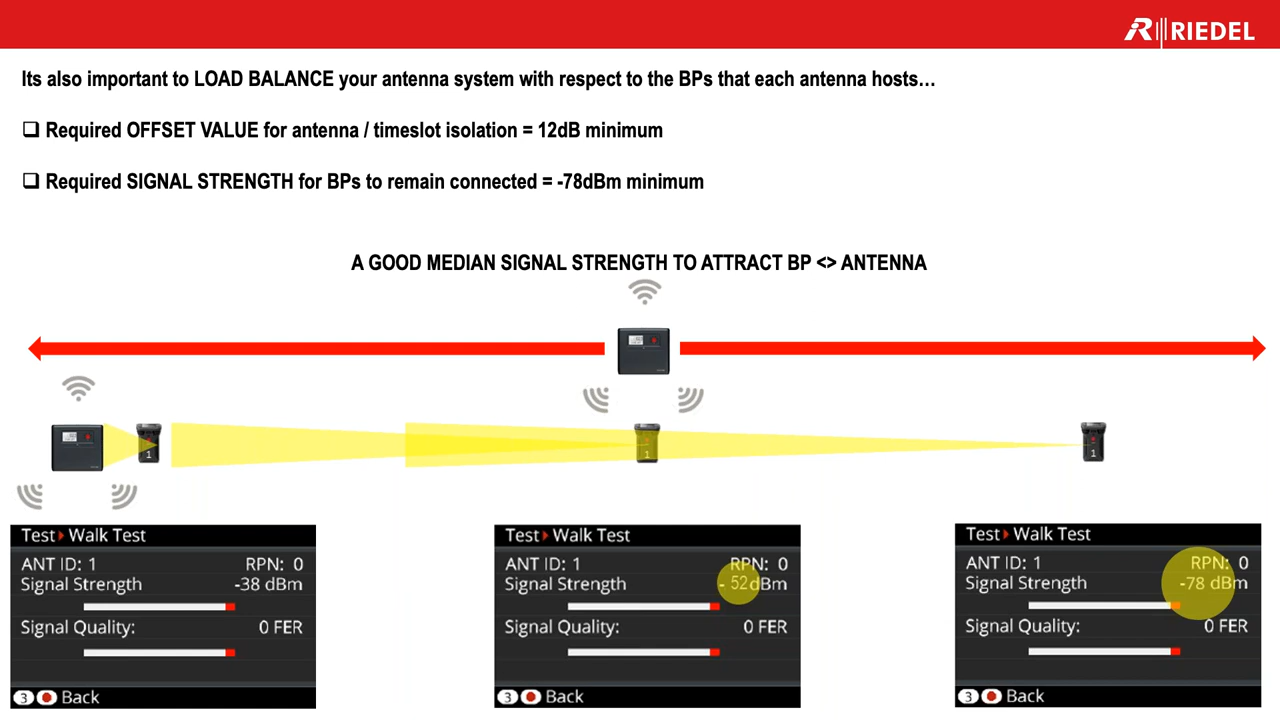 RIEDEL
Its also important to LOAD BALANCE your antenna system with respect to the BPs that each antenna hosts…
❑ Required OFFSET VALUE for antenna / timeslot isolation = 12dB minimum
❑ Required SIGNAL STRENGTH for BPs to remain connected = -78dBm minimum
A GOOD MEDIAN SIGNAL STRENGTH TO ATTRACT BP <> ANTENNA
1
1
1
Test Walk Test
ANT ID: 1 RPN: 0
Signal Strength -38 dBm
Signal Quality: 0 FER
3 Back
Test Walk Test
ANT ID: 1 RPN: 0
Signal Strength - 52dBm
Signal Quality: 0 FER
3 Back
Test Walk Test
ANT ID: 1 RPN: 0
Signal Strength -78 dBm
Signal Quality: 0 FER
3 Back